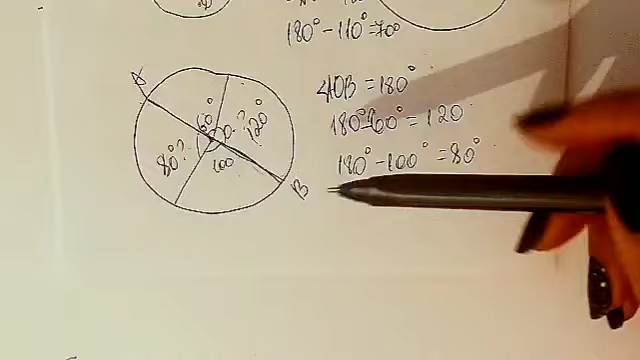 180° - 110° = 70°
A
60°
?
120°
80°?
100
B
∠AOB = 180°
180° - 60° = 120
180° - 100° = 80°